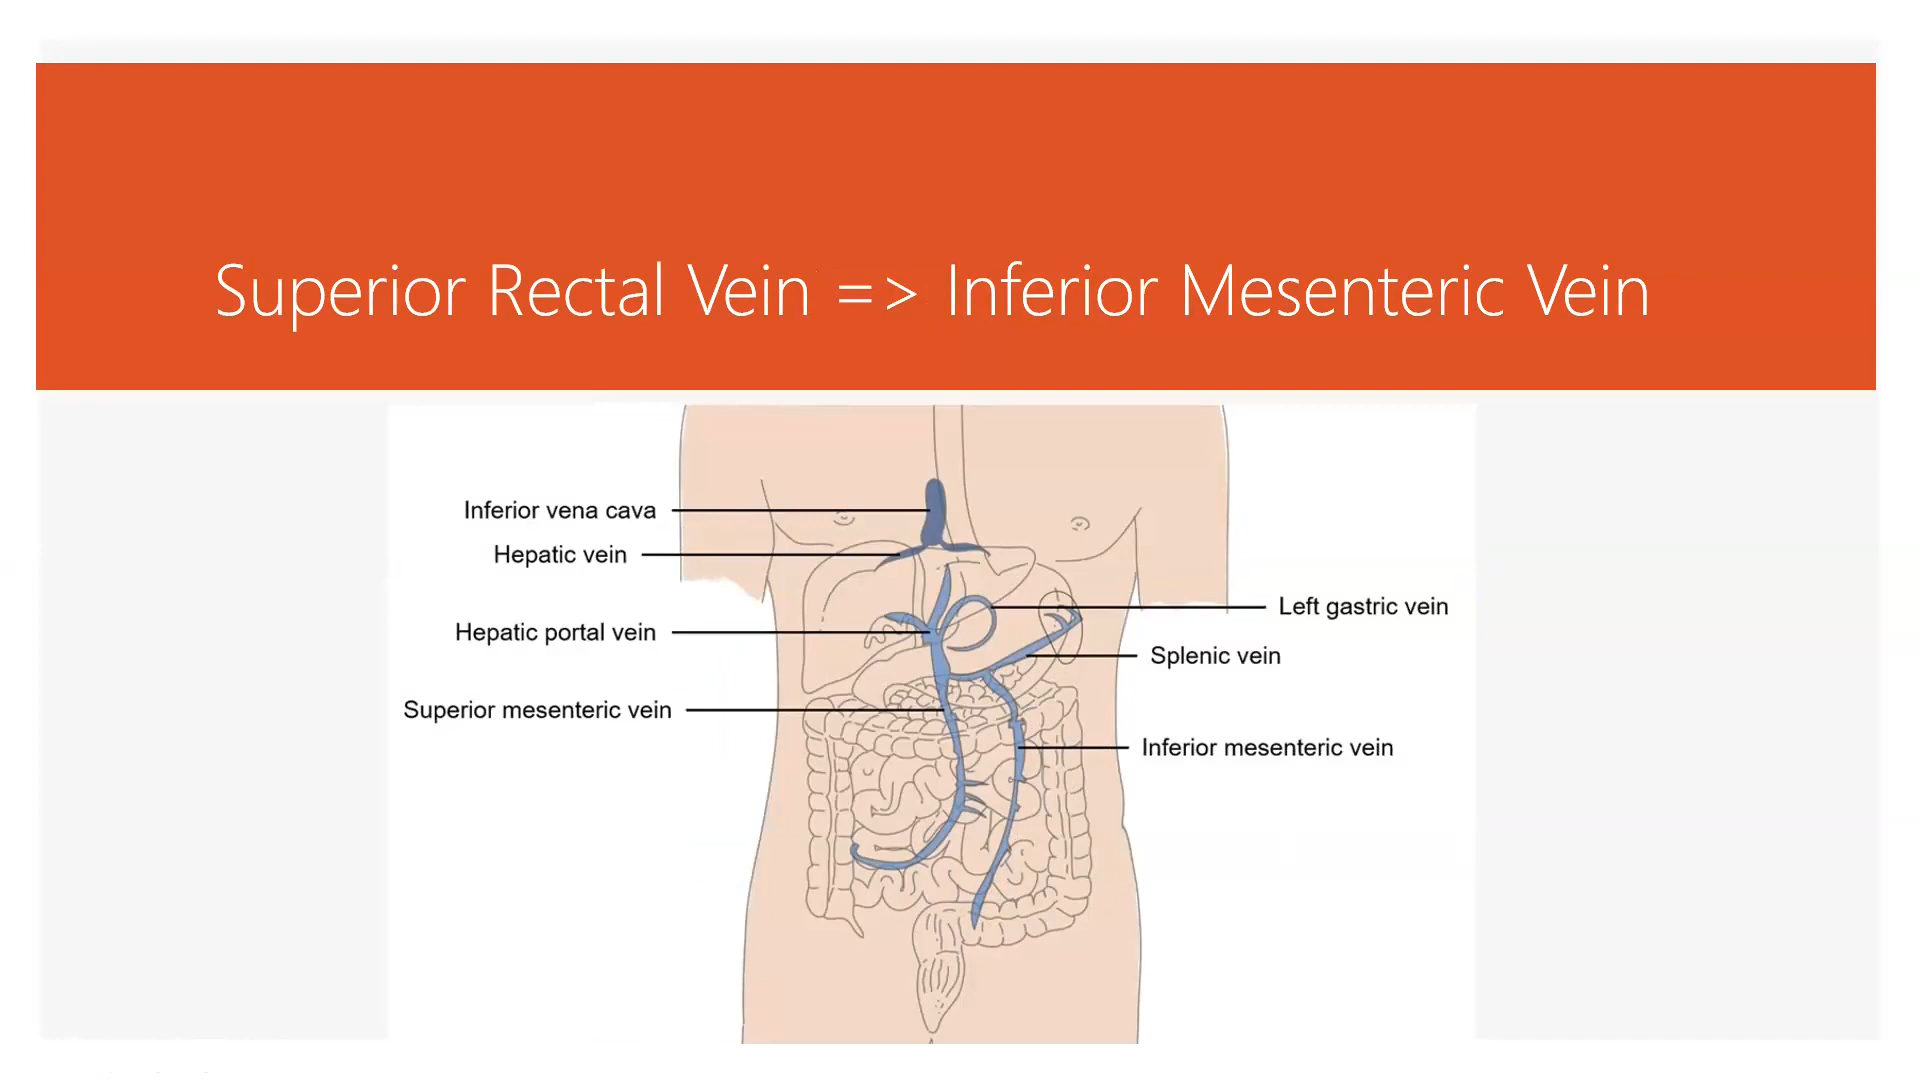 Superior Rectal Vein => Inferior Mesenteric Vein
Inferior vena cava
Hepatic vein
Hepatic portal vein
Superior mesenteric vein
Left gastric vein
Splenic vein
Inferior mesenteric vein